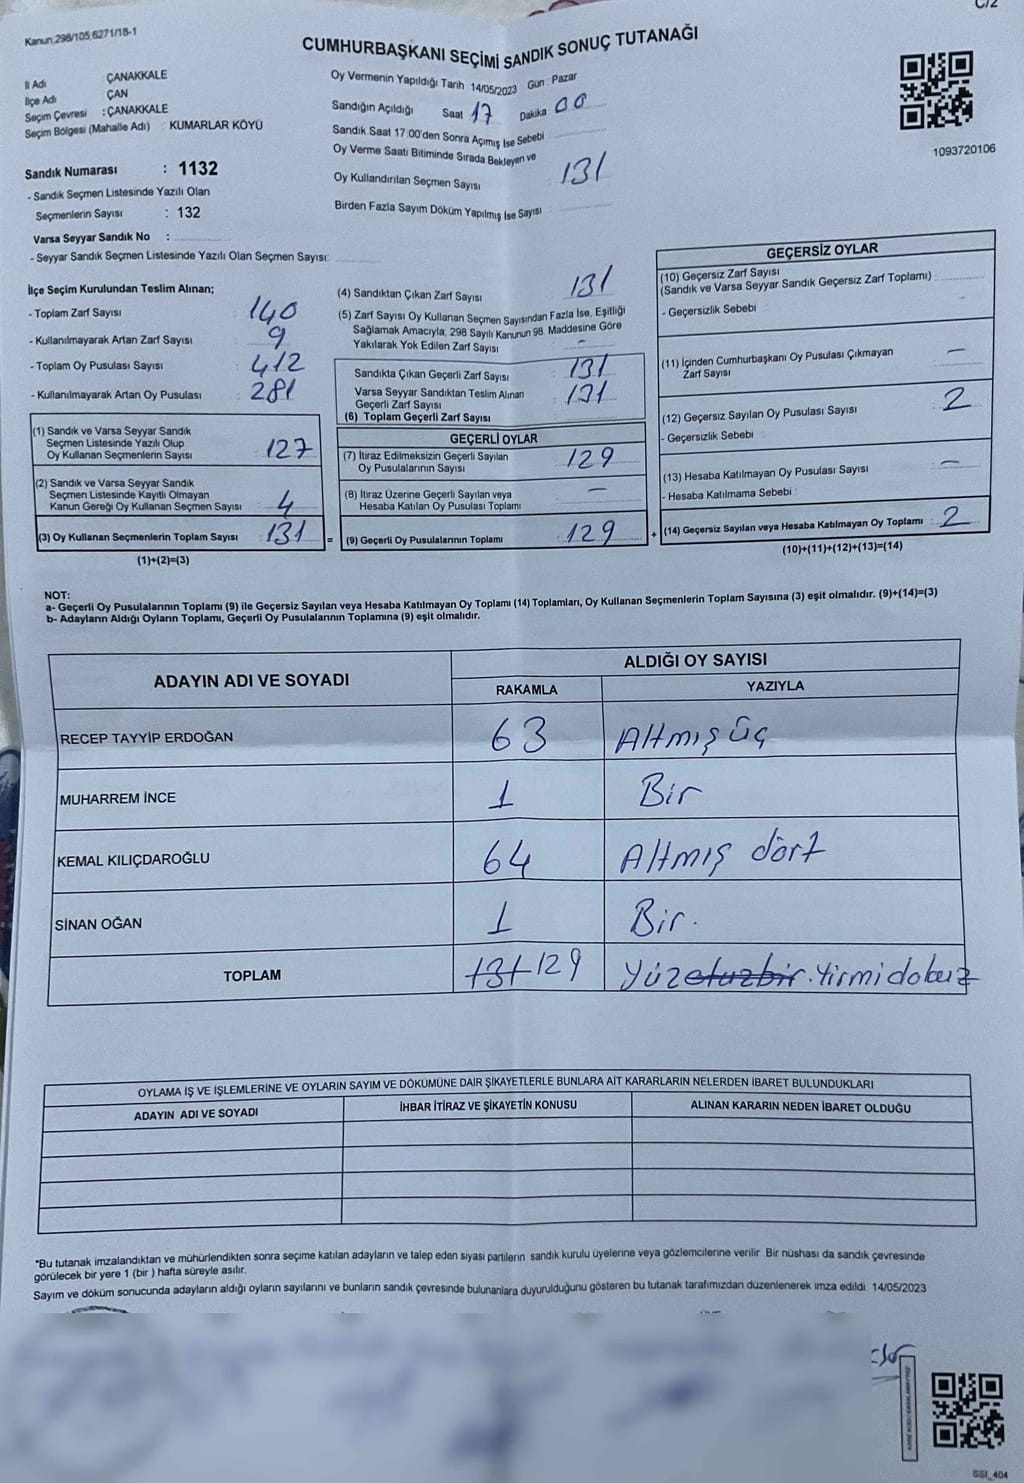 C/2
Kanun:298/105,6271/18-1
CUMHURBAŞKANI SEÇİMİ SANDIK SONUÇ TUTANAĞI
İl Adı ÇANAKKALE
İlçe Adı ÇAN
Seçim Çevresi : ÇANAKKALE
Seçim Bölgesi (Mahalle Adı) KUMARLAR KÖYÜ
Sandık Numarası : 1132
- Sandık Seçmen Listesinde Yazılı Olan
Seçmenlerin Sayısı : 132
Varsa Seyyar Sandık No :
- Seyyar Sandık Seçmen Listesinde Yazılı Olan Seçmen Sayısı:
Oy Vermenin Yapıldığı Tarih 14/05/2023 Gün : Pazar
Sandığın Açıldığı Saat 17 Dakika 00
Sandık Saat 17:00'den Sonra Açımış İse Sebebi
Oy Verme Saati Bitiminde Sırada Bekleyen ve
Oy Kullandırılan Seçmen Sayısı : 131
Birden Fazla Sayım Döküm Yapılmış İse Sayısı
1093720106
İlçe Seçim Kurulundan Teslim Alınan;
- Toplam Zarf Sayısı : 140
- Kullanılmayarak Artan Zarf Sayısı : 9
- Toplam Oy Pusulası Sayısı : 412
- Kullanılmayarak Artan Oy Pusulası : 281
(1) Sandık ve Varsa Seyyar Sandık
Seçmen Listesinde Yazılı Olup
Oy Kullanan Seçmenlerin Sayısı : 127
(2) Sandık ve Varsa Seyyar Sandık
Seçmen Listesinde Kayıtlı Olmayan
Kanun Gereği Oy Kullanan Seçmen Sayısı : 4
(3) Oy Kullanan Seçmenlerin Toplam Sayısı : 131
=
(1)+(2)=(3)
(4) Sandıktan Çıkan Zarf Sayısı : 131
(5) Zarf Sayısı Oy Kullanan Seçmen Sayısından Fazla İse, Eşitliği
Sağlamak Amacıyla, 298 Sayılı Kanunun 98. Maddesine Göre
Yakılarak Yok Edilen Zarf Sayısı : -
Sandıkta Çıkan Geçerli Zarf Sayısı : 131
Varsa Seyyar Sandıktan Teslim Alınan : 131
Geçerli Zarf Sayısı
(6) Toplam Geçerli Zarf Sayısı
GEÇERLİ OYLAR
(7) İtiraz Edilmeksizin Geçerli Sayılan
Oy Pusulalarının Sayısı : 129
(8) İtiraz Üzerine Geçerli Sayılan veya
Hesaba Katılan Oy Pusulası Toplamı : -
(9) Geçerli Oy Pusulalarının Toplamı : 129
+
GEÇERSİZ OYLAR
(10) Geçersiz Zarf Sayısı
(Sandık ve Varsa Seyyar Sandık Geçersiz Zarf Toplamı) :
- Geçersizlik Sebebi :
(11) İçinden Cumhurbaşkanı Oy Pusulası Çıkmayan
Zarf Sayısı : -
(12) Geçersiz Sayılan Oy Pusulası Sayısı : 2
- Geçersizlik Sebebi :
(13) Hesaba Katılmayan Oy Pusulası Sayısı : -
- Hesaba Katılmama Sebebi :
(14) Geçersiz Sayılan veya Hesaba Katılmayan Oy Toplamı : 2
(10)+(11)+(12)+(13)=(14)
NOT:
a- Geçerli Oy Pusulalarının Toplamı (9) ile Geçersiz Sayılan veya Hesaba Katılmayan Oy Toplamı (14) Toplamları, Oy Kullanan Seçmenlerin Toplam Sayısına (3) eşit olmalıdır. (9)+(14)=(3)
b- Adayların Aldığı Oyların Toplamı, Geçerli Oy Pusulalarının Toplamına (9) eşit olmalıdır.
ADAYIN ADI VE SOYADI ALDIĞI OY SAYISI
RAKAMLA YAZIYLA
RECEP TAYYİP ERDOĞAN 63 Altmış üç
MUHARREM İNCE 1 Bir
KEMAL KILIÇDAROĞLU 64 Altmış dört
SİNAN OĞAN 1 Bir.
TOPLAM 131 129 Yüzotuzbir. Yirmidokuz
OYLAMA İŞ VE İŞLEMLERİNE VE OYLARIN SAYIM VE DÖKÜMÜNE DAİR ŞİKAYETLERLE BUNLARA AİT KARARLARIN NELERDEN İBARET BULUNDUKLARI
ADAYIN ADI VE SOYADI İHBAR İTİRAZ VE ŞİKAYETİN KONUSU ALINAN KARARIN NEDEN İBARET OLDUĞU
*Bu tutanak imzalandıktan ve mühürlendikten sonra seçime katılan adayların ve talep eden siyasi partilerin sandık kurulu üyelerine veya gözlemcilerine verilir. Bir nüshası da sandık çevresinde
görülecek bir yere 1 (bir ) hafta süreyle asılır.
Sayım ve döküm sonucunda adayların aldığı oyların sayılarını ve bunların sandık çevresinde bulunanlara duyurulduğunu gösteren bu tutanak tarafımızdan düzenlenerek imza edildi. 14/05/2023
SSI_404